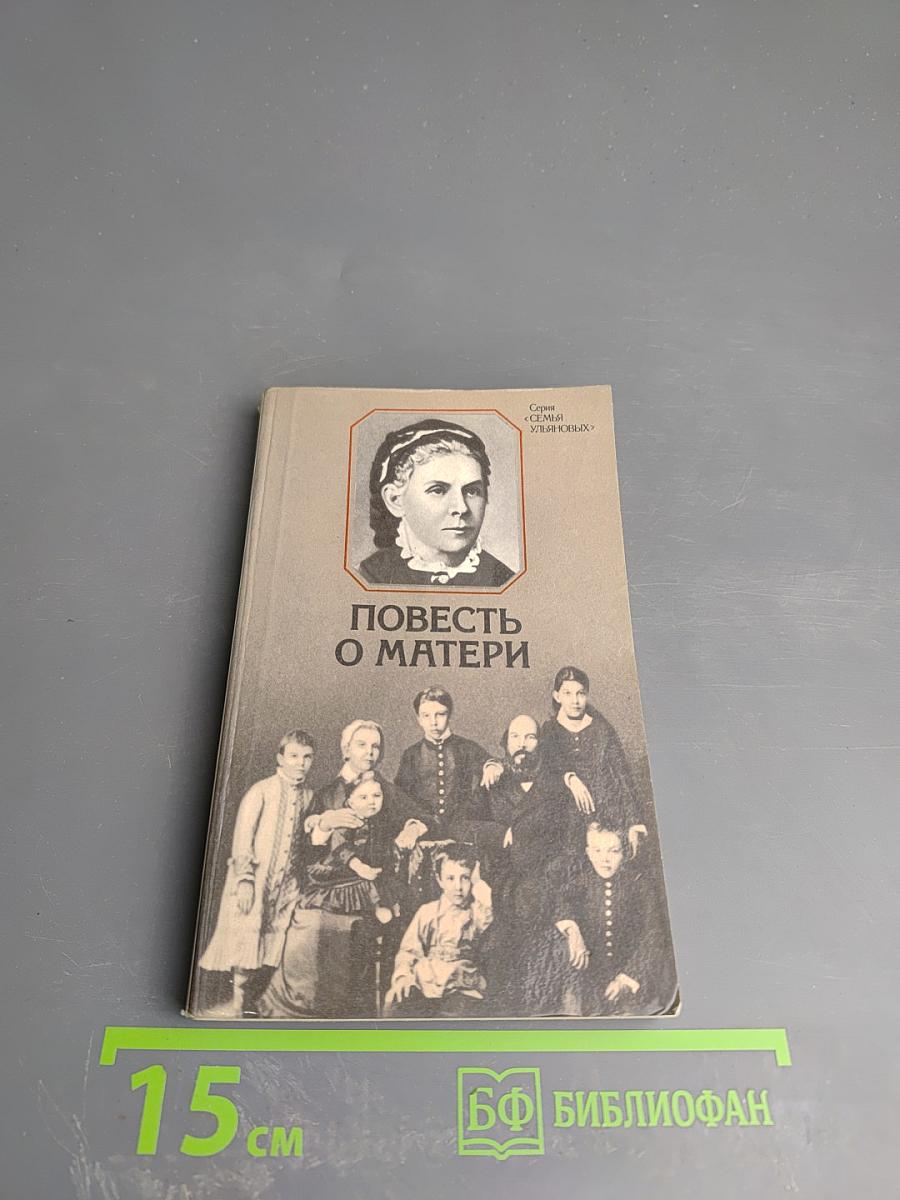 Серия
«СЕМЬЯ
УЛЬЯНОВЫХ»
ПОВЕСТЬ
О МАТЕРИ
15 см
БФ БИБЛИОФАН